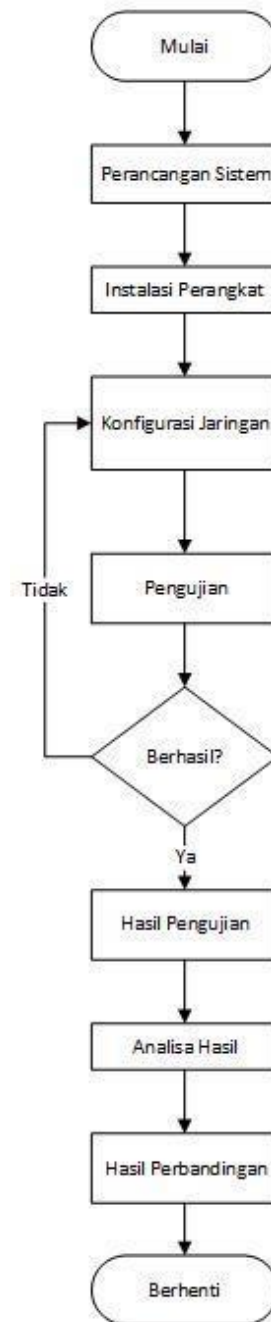 Mulai
Perancangan Sistem
Instalasi Perangkat
Konfigurasi Jaringan
Pengujian
Tidak
Berhasil?
Ya
Hasil Pengujian
Analisa Hasil
Hasil Perbandingan
Berhenti